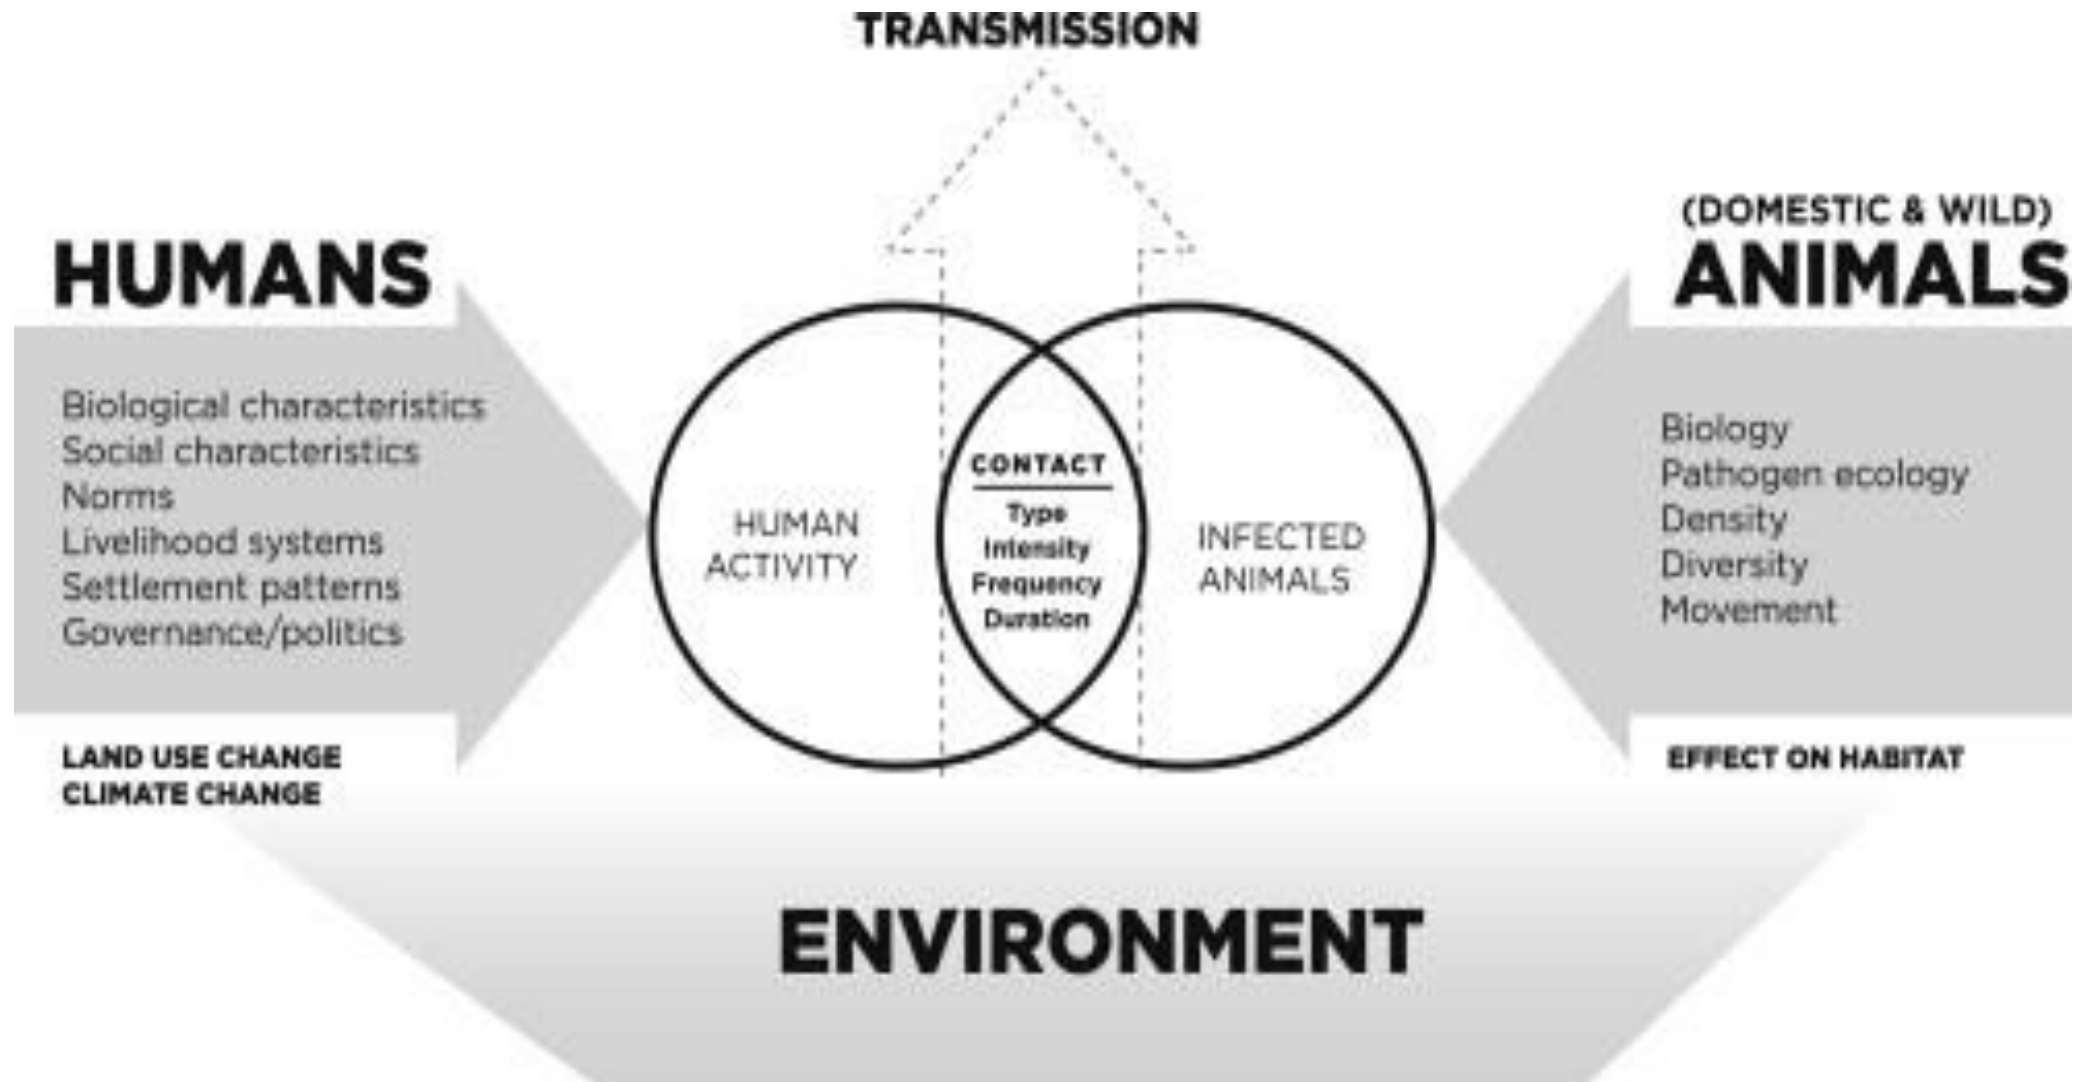 TRANSMISSION
HUMANS
Biological characteristics
Social characteristics
Norms
Livelihood systems
Settlement patterns
Governance/politics
LAND USE CHANGE
CLIMATE CHANGE
HUMAN
ACTIVITY
CONTACT
Type
Intensity
Frequency
Duration
INFECTED
ANIMALS
(DOMESTIC & WILD)
ANIMALS
Biology
Pathogen ecology
Density
Diversity
Movement
EFFECT ON HABITAT
ENVIRONMENT